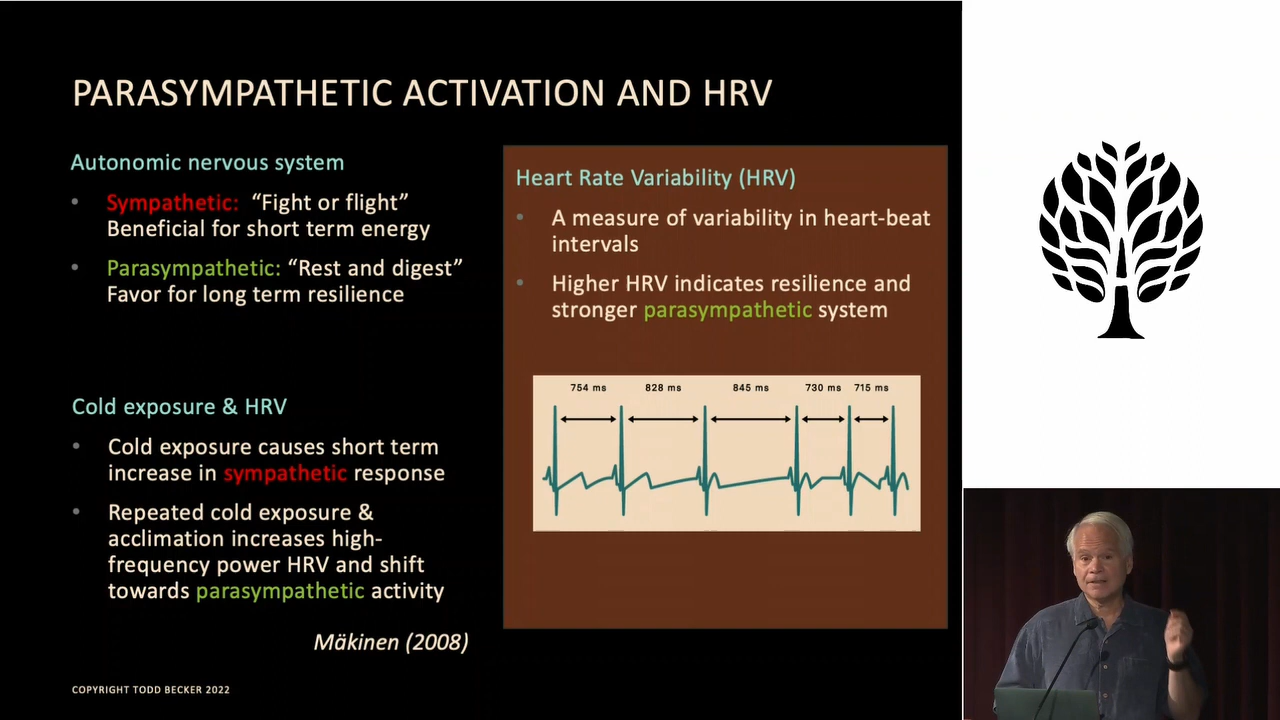 PARASYMPATHETIC ACTIVATION AND HRV
Autonomic nervous system
• Sympathetic: “Fight or flight”
Beneficial for short term energy
• Parasympathetic: “Rest and digest”
Favor for long term resilience
Cold exposure & HRV
• Cold exposure causes short term
increase in sympathetic response
• Repeated cold exposure &
acclimation increases high-
frequency power HRV and shift
towards parasympathetic activity
Mäkinen (2008)
COPYRIGHT TODD BECKER 2022
Heart Rate Variability (HRV)
• A measure of variability in heart-beat
intervals
• Higher HRV indicates resilience and
stronger parasympathetic system
754 ms 828 ms 845 ms 730 ms 715 ms